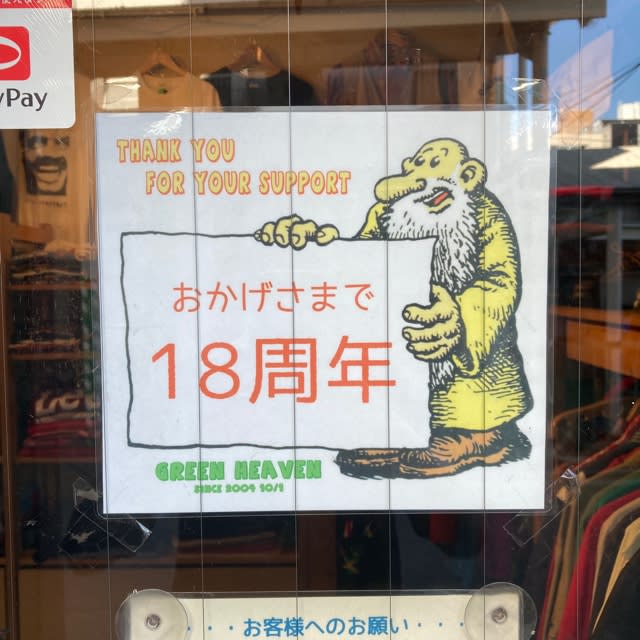 yPay
THANK YOU
FOR YOUR SUPPORT
おかげさまで
18周年
GREEN HEAVEN
SINCE 2004 10/1
・・・お客様へのお願い・・・